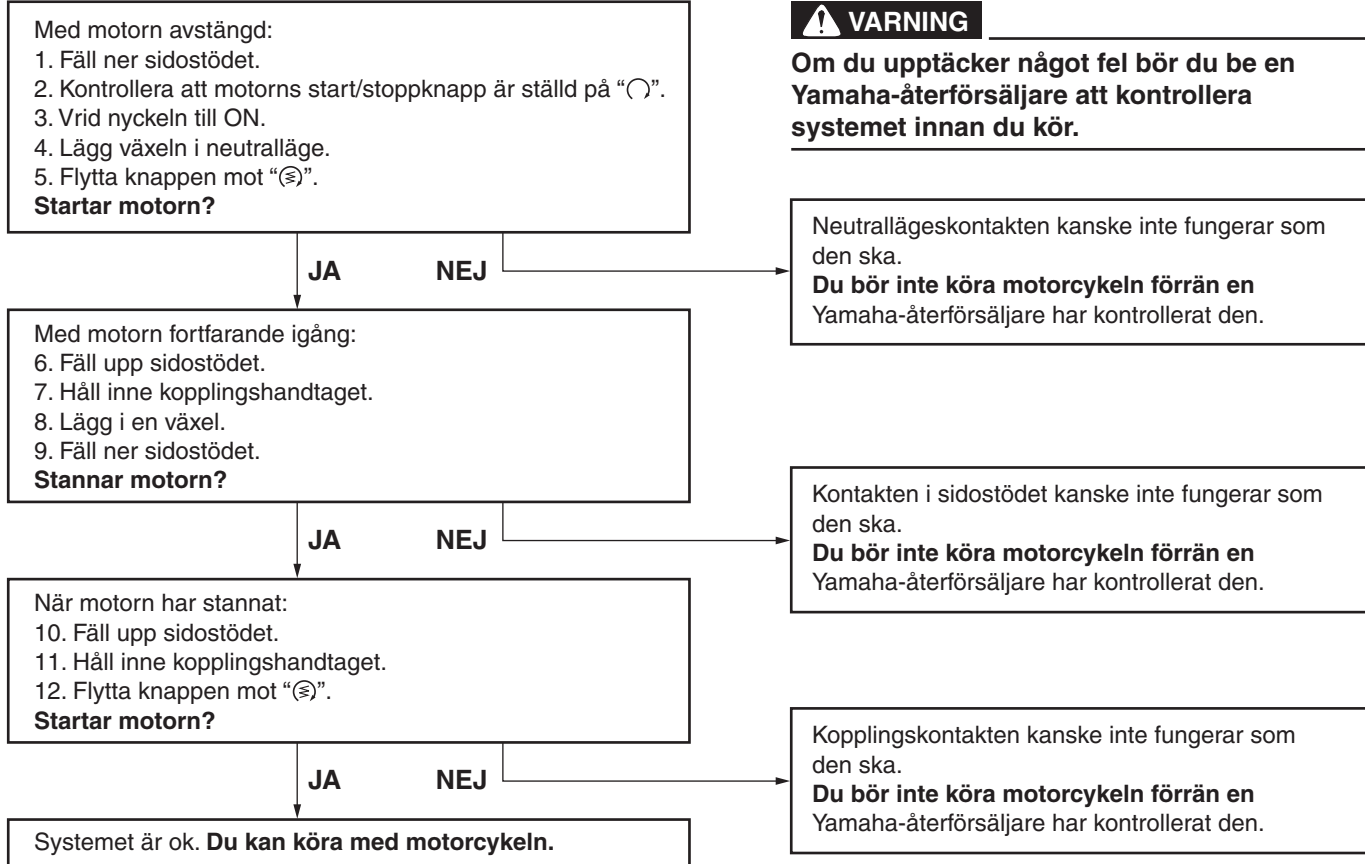 Med motorn avstängd:
1. Fäll ner sidostödet.
2. Kontrollera att motorns start/stoppknapp är ställd på “◯”.
3. Vrid nyckeln till ON.
4. Lägg växeln i neutralläge.
5. Flytta knappen mot “”.
Startar motorn?
VARNING
Om du upptäcker något fel bör du be en
Yamaha-återförsäljare att kontrollera
systemet innan du kör.
JA NEJ
Neutrallägeskontakten kanske inte fungerar som
den ska.
Du bör inte köra motorcykeln förrän en
Yamaha-återförsäljare har kontrollerat den.
Med motorn fortfarande igång:
6. Fäll upp sidostödet.
7. Håll inne kopplingshandtaget.
8. Lägg i en växel.
9. Fäll ner sidostödet.
Stannar motorn?
JA NEJ
Kontakten i sidostödet kanske inte fungerar som
den ska.
Du bör inte köra motorcykeln förrän en
Yamaha-återförsäljare har kontrollerat den.
När motorn har stannat:
10. Fäll upp sidostödet.
11. Håll inne kopplingshandtaget.
12. Flytta knappen mot “”.
Startar motorn?
JA NEJ
Kopplingskontakten kanske inte fungerar som
den ska.
Du bör inte köra motorcykeln förrän en
Yamaha-återförsäljare har kontrollerat den.
Systemet är ok. Du kan köra med motorcykeln.